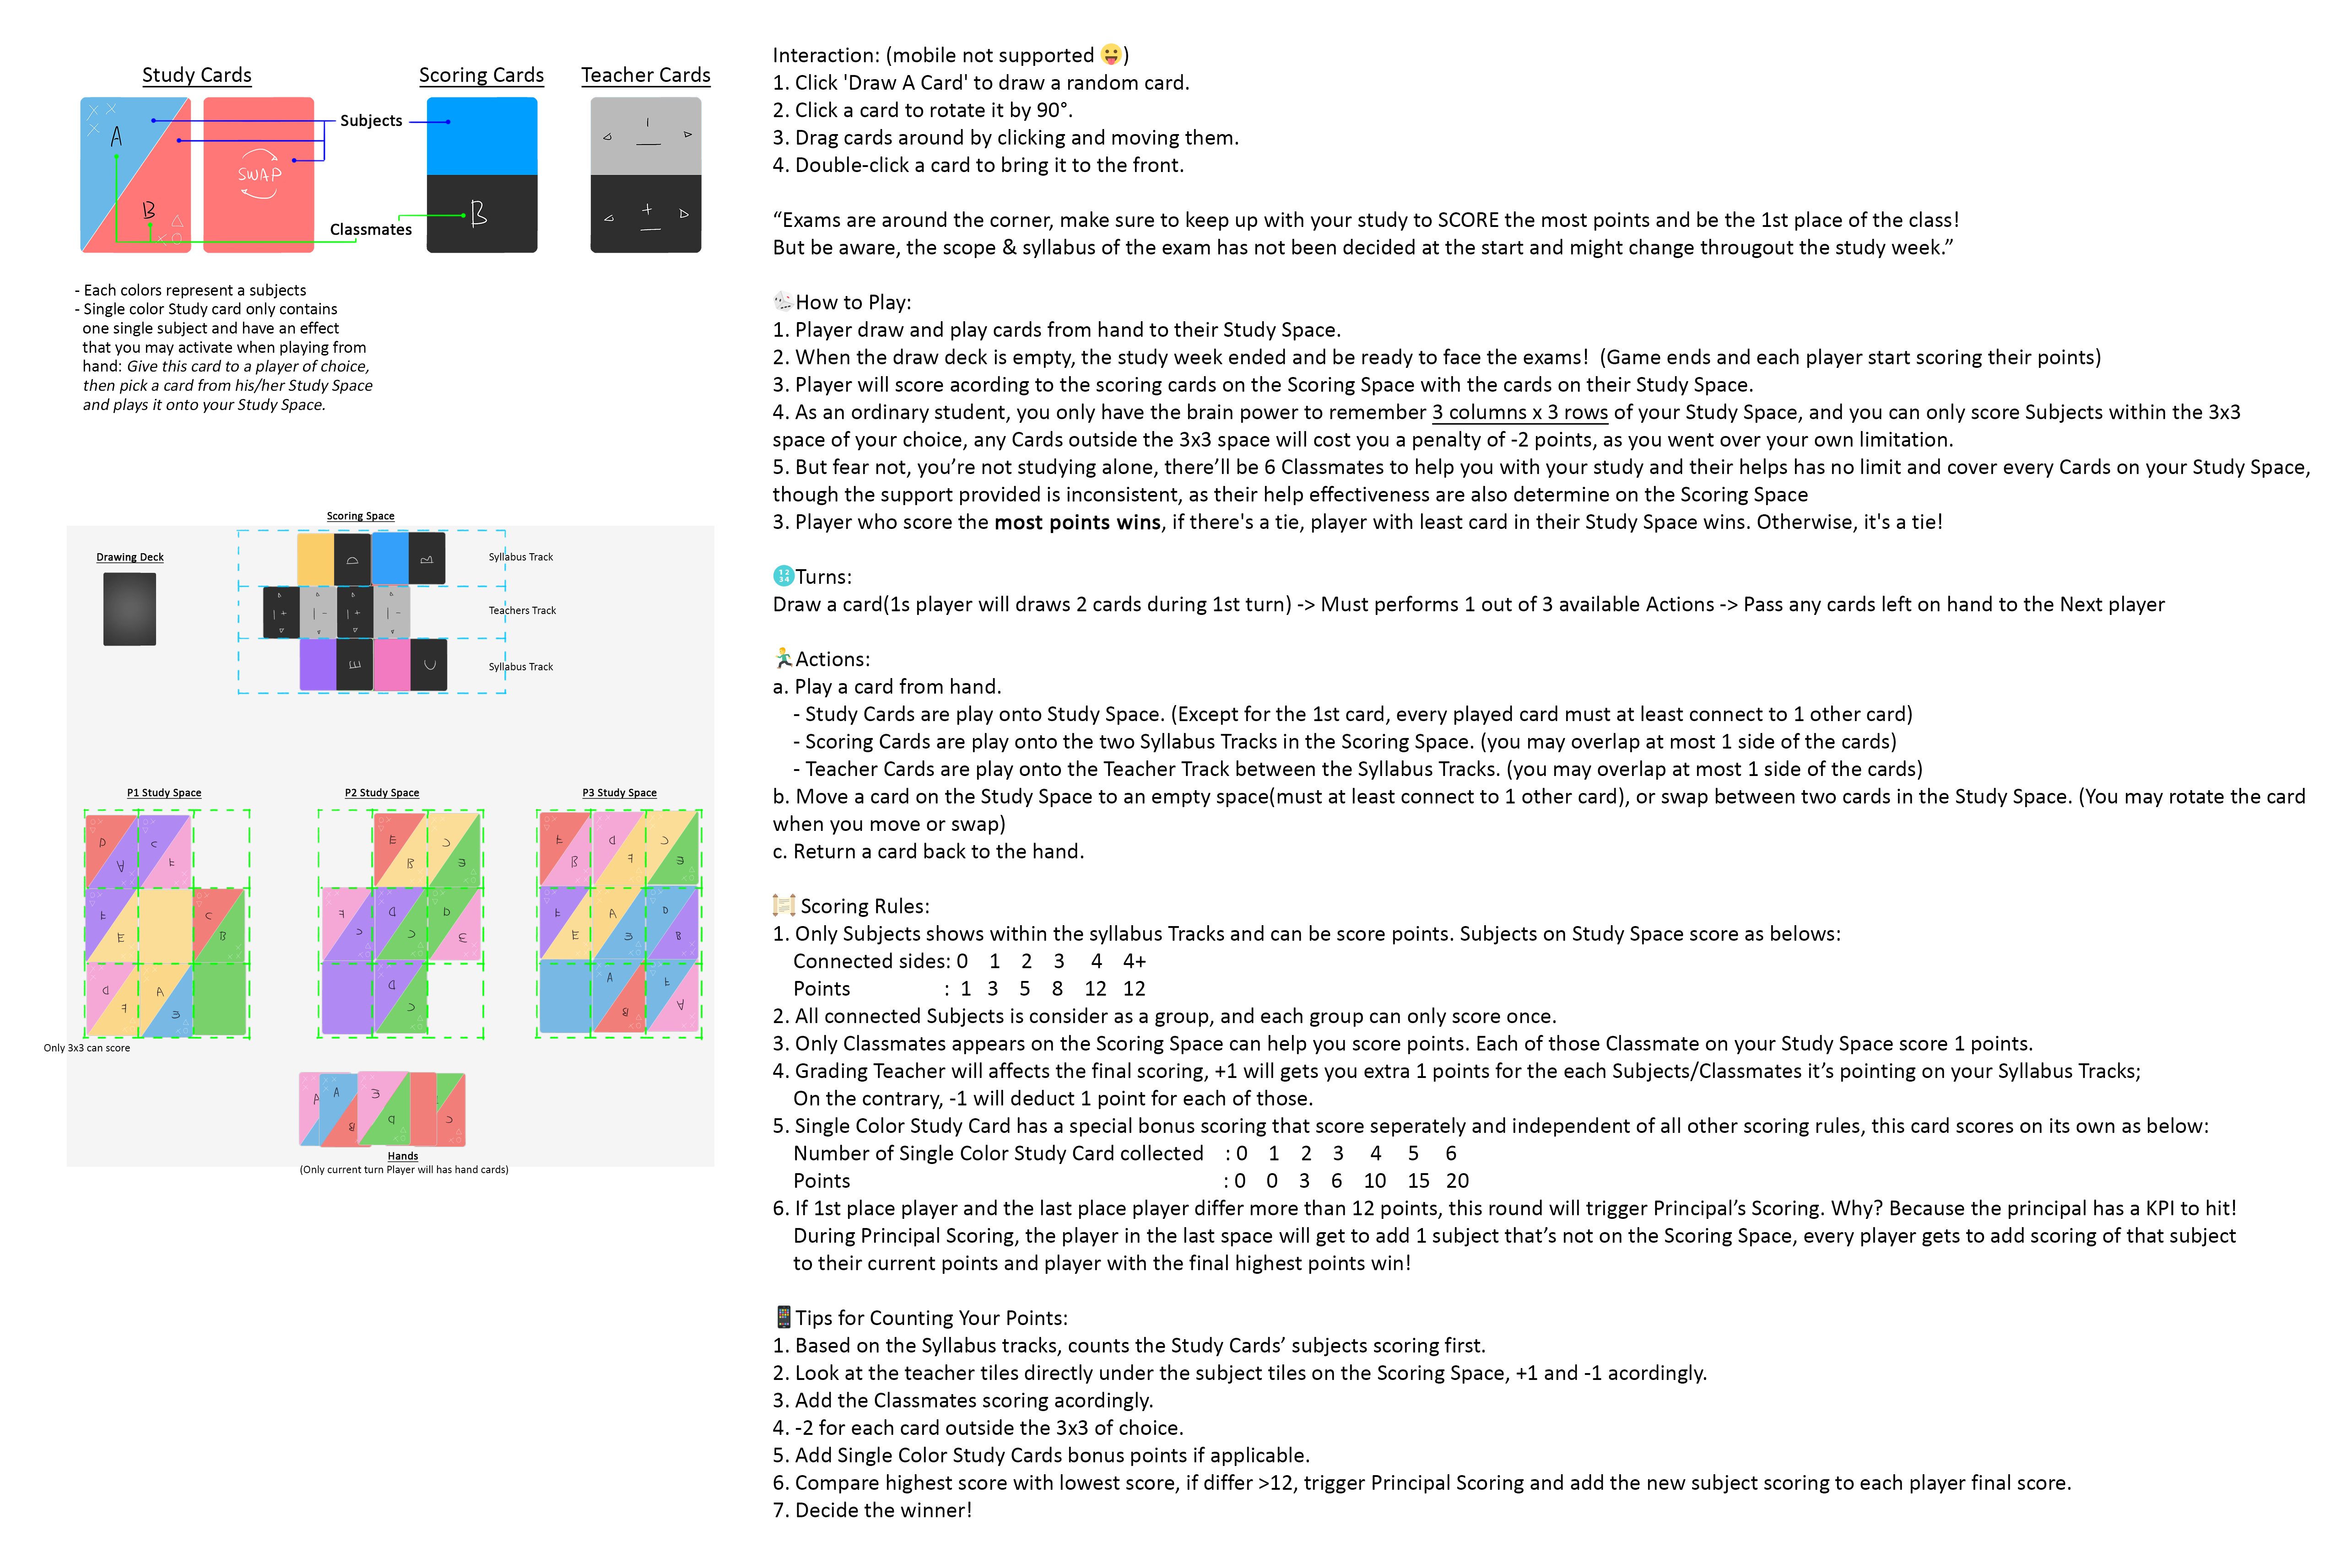 Study Cards
Scoring Cards
Teacher Cards
A
B
SWAP
Subjects
Classmates
B
- Each colors represent a subjects
- Single color Study card only contains
one single subject and have an effect
that you may activate when playing from
hand: Give this card to a player of choice,
then pick a card from his/her Study Space
and plays it onto your Study Space.
Scoring Space
Drawing Deck
D
B
Syllabus Track
Teachers Track
E
C
Syllabus Track
P1 Study Space
P2 Study Space
P3 Study Space
D A C F
F E C B
D F A E
E B C E
F C D C D E
D C
F B D F C E
F E A E D B
A B F A
Only 3x3 can score
A A B E D C
Hands
(Only current turn Player will has hand cards)
Interaction: (mobile not supported 😛)
1. Click 'Draw A Card' to draw a random card.
2. Click a card to rotate it by 90°.
3. Drag cards around by clicking and moving them.
4. Double-click a card to bring it to the front.
“Exams are around the corner, make sure to keep up with your study to SCORE the most points and be the 1st place of the class!
But be aware, the scope & syllabus of the exam has not been decided at the start and might change througout the study week.”
How to Play:
1. Player draw and play cards from hand to their Study Space.
2. When the draw deck is empty, the study week ended and be ready to face the exams! (Game ends and each player start scoring their points)
3. Player will score acording to the scoring cards on the Scoring Space with the cards on their Study Space.
4. As an ordinary student, you only have the brain power to remember 3 columns x 3 rows of your Study Space, and you can only score Subjects within the 3x3
space of your choice, any Cards outside the 3x3 space will cost you a penalty of -2 points, as you went over your own limitation.
5. But fear not, you’re not studying alone, there’ll be 6 Classmates to help you with your study and their helps has no limit and cover every Cards on your Study Space,
though the support provided is inconsistent, as their help effectiveness are also determine on the Scoring Space
3. Player who score the most points wins, if there's a tie, player with least card in their Study Space wins. Otherwise, it's a tie!
Turns:
Draw a card(1s player will draws 2 cards during 1st turn) -> Must performs 1 out of 3 available Actions -> Pass any cards left on hand to the Next player
Actions:
a. Play a card from hand.
- Study Cards are play onto Study Space. (Except for the 1st card, every played card must at least connect to 1 other card)
- Scoring Cards are play onto the two Syllabus Tracks in the Scoring Space. (you may overlap at most 1 side of the cards)
- Teacher Cards are play onto the Teacher Track between the Syllabus Tracks. (you may overlap at most 1 side of the cards)
b. Move a card on the Study Space to an empty space(must at least connect to 1 other card), or swap between two cards in the Study Space. (You may rotate the card
when you move or swap)
c. Return a card back to the hand.
Scoring Rules:
1. Only Subjects shows within the syllabus Tracks and can be score points. Subjects on Study Space score as belows:
Connected sides: 0 1 2 3 4 4+
Points : 1 3 5 8 12 12
2. All connected Subjects is consider as a group, and each group can only score once.
3. Only Classmates appears on the Scoring Space can help you score points. Each of those Classmate on your Study Space score 1 points.
4. Grading Teacher will affects the final scoring, +1 will gets you extra 1 points for the each Subjects/Classmates it’s pointing on your Syllabus Tracks;
On the contrary, -1 will deduct 1 point for each of those.
5. Single Color Study Card has a special bonus scoring that score seperately and independent of all other scoring rules, this card scores on its own as below:
Number of Single Color Study Card collected : 0 1 2 3 4 5 6
Points : 0 0 3 6 10 15 20
6. If 1st place player and the last place player differ more than 12 points, this round will trigger Principal’s Scoring. Why? Because the principal has a KPI to hit!
During Principal Scoring, the player in the last space will get to add 1 subject that’s not on the Scoring Space, every player gets to add scoring of that subject
to their current points and player with the final highest points win!
Tips for Counting Your Points:
1. Based on the Syllabus tracks, counts the Study Cards’ subjects scoring first.
2. Look at the teacher tiles directly under the subject tiles on the Scoring Space, +1 and -1 acordingly.
3. Add the Classmates scoring acordingly.
4. -2 for each card outside the 3x3 of choice.
5. Add Single Color Study Cards bonus points if applicable.
6. Compare highest score with lowest score, if differ >12, trigger Principal Scoring and add the new subject scoring to each player final score.
7. Decide the winner!